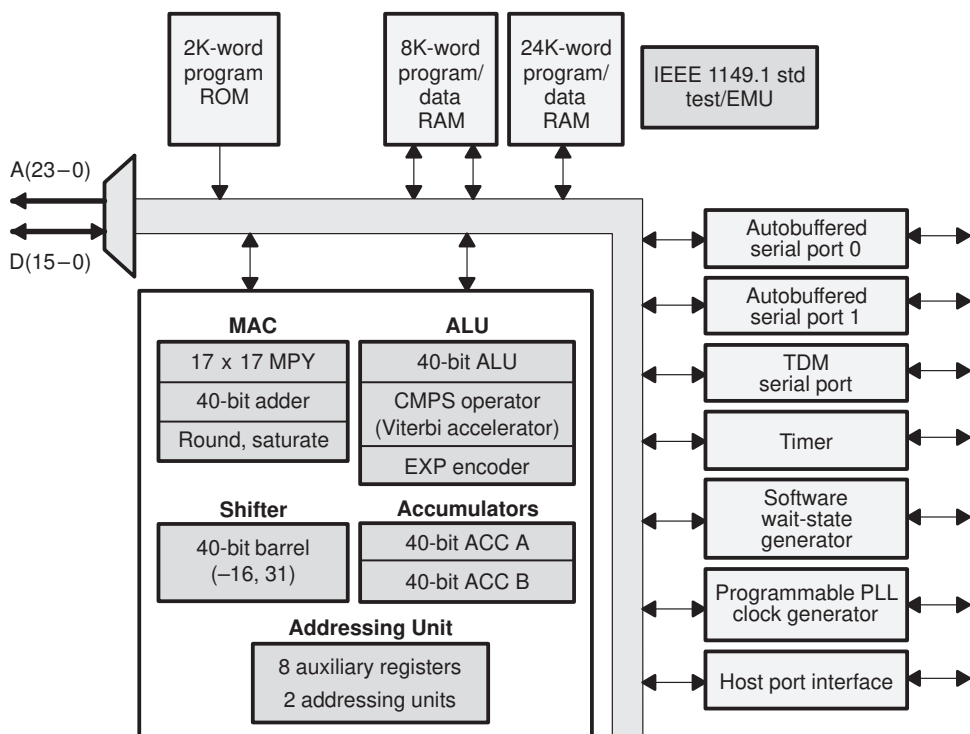 2K-word
program
ROM
8K-word
program/
data
RAM
24K-word
program/
data
RAM
IEEE 1149.1 std
test/EMU
A(23–0)
D(15–0)
MAC
17 x 17 MPY
40-bit adder
Round, saturate
ALU
40-bit ALU
CMPS operator
(Viterbi accelerator)
EXP encoder
Shifter
40-bit barrel
(–16, 31)
Accumulators
40-bit ACC A
40-bit ACC B
Addressing Unit
8 auxiliary registers
2 addressing units
Autobuffered
serial port 0
Autobuffered
serial port 1
TDM
serial port
Timer
Software
wait-state
generator
Programmable PLL
clock generator
Host port interface